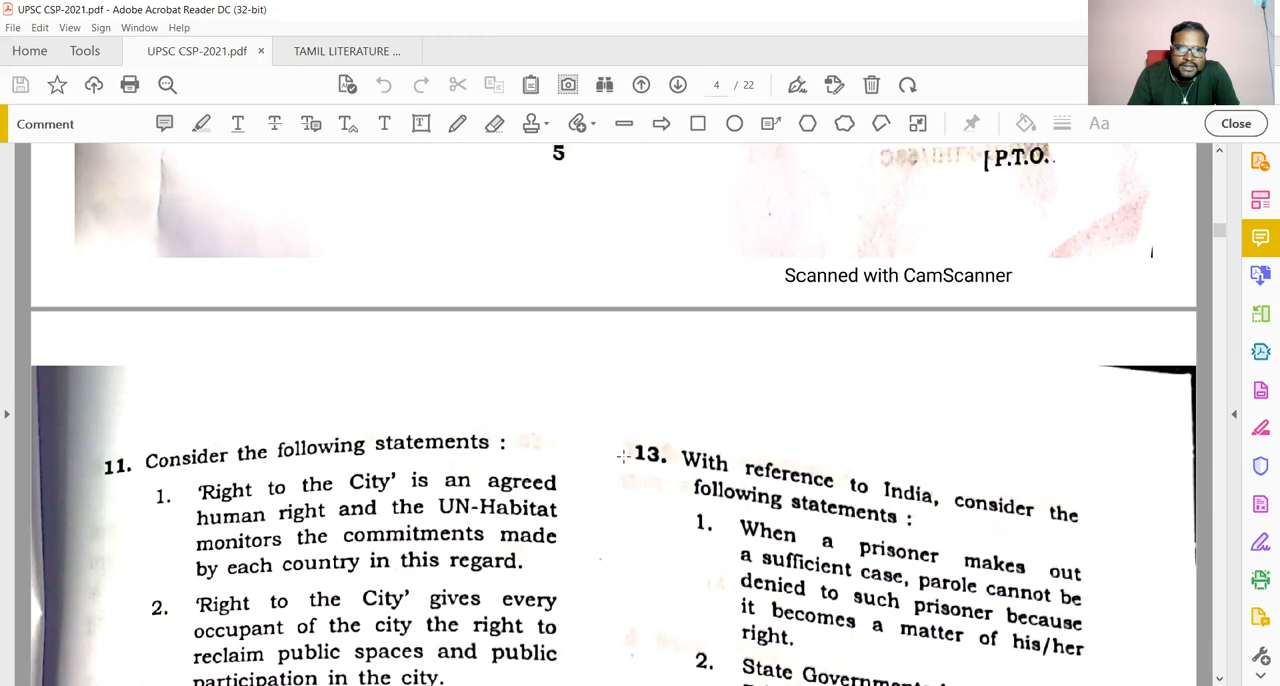 UPSC CSP-2021.pdf - Adobe Acrobat Reader DC (32-bit)
File Edit View Sign Window Help
Home Tools UPSC CSP-2021.pdf × TAMIL LITERATURE ...
4 / 22
Comment
Aa
Close
5
[ P.T.O.
Scanned with CamScanner
11. Consider the following statements :
1. 'Right to the City' is an agreed
human right and the UN-Habitat
monitors the commitments made
by each country in this regard.
2. 'Right to the City' gives every
occupant of the city the right to
reclaim public spaces and public
participation in the city.
13. With reference to India, consider the
following statements :
1. When a prisoner makes out
a sufficient case, parole cannot be
denied to such prisoner because
it becomes a matter of his/her
right.
2. State Governments